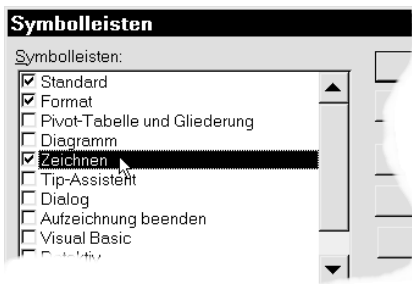 Symbolleisten
Symbolleisten:
Standard
Format
Pivot-Tabelle und Gliederung
Diagramm
Zeichnen
Tip-Assistent
Dialog
Aufzeichnung beenden
Visual Basic